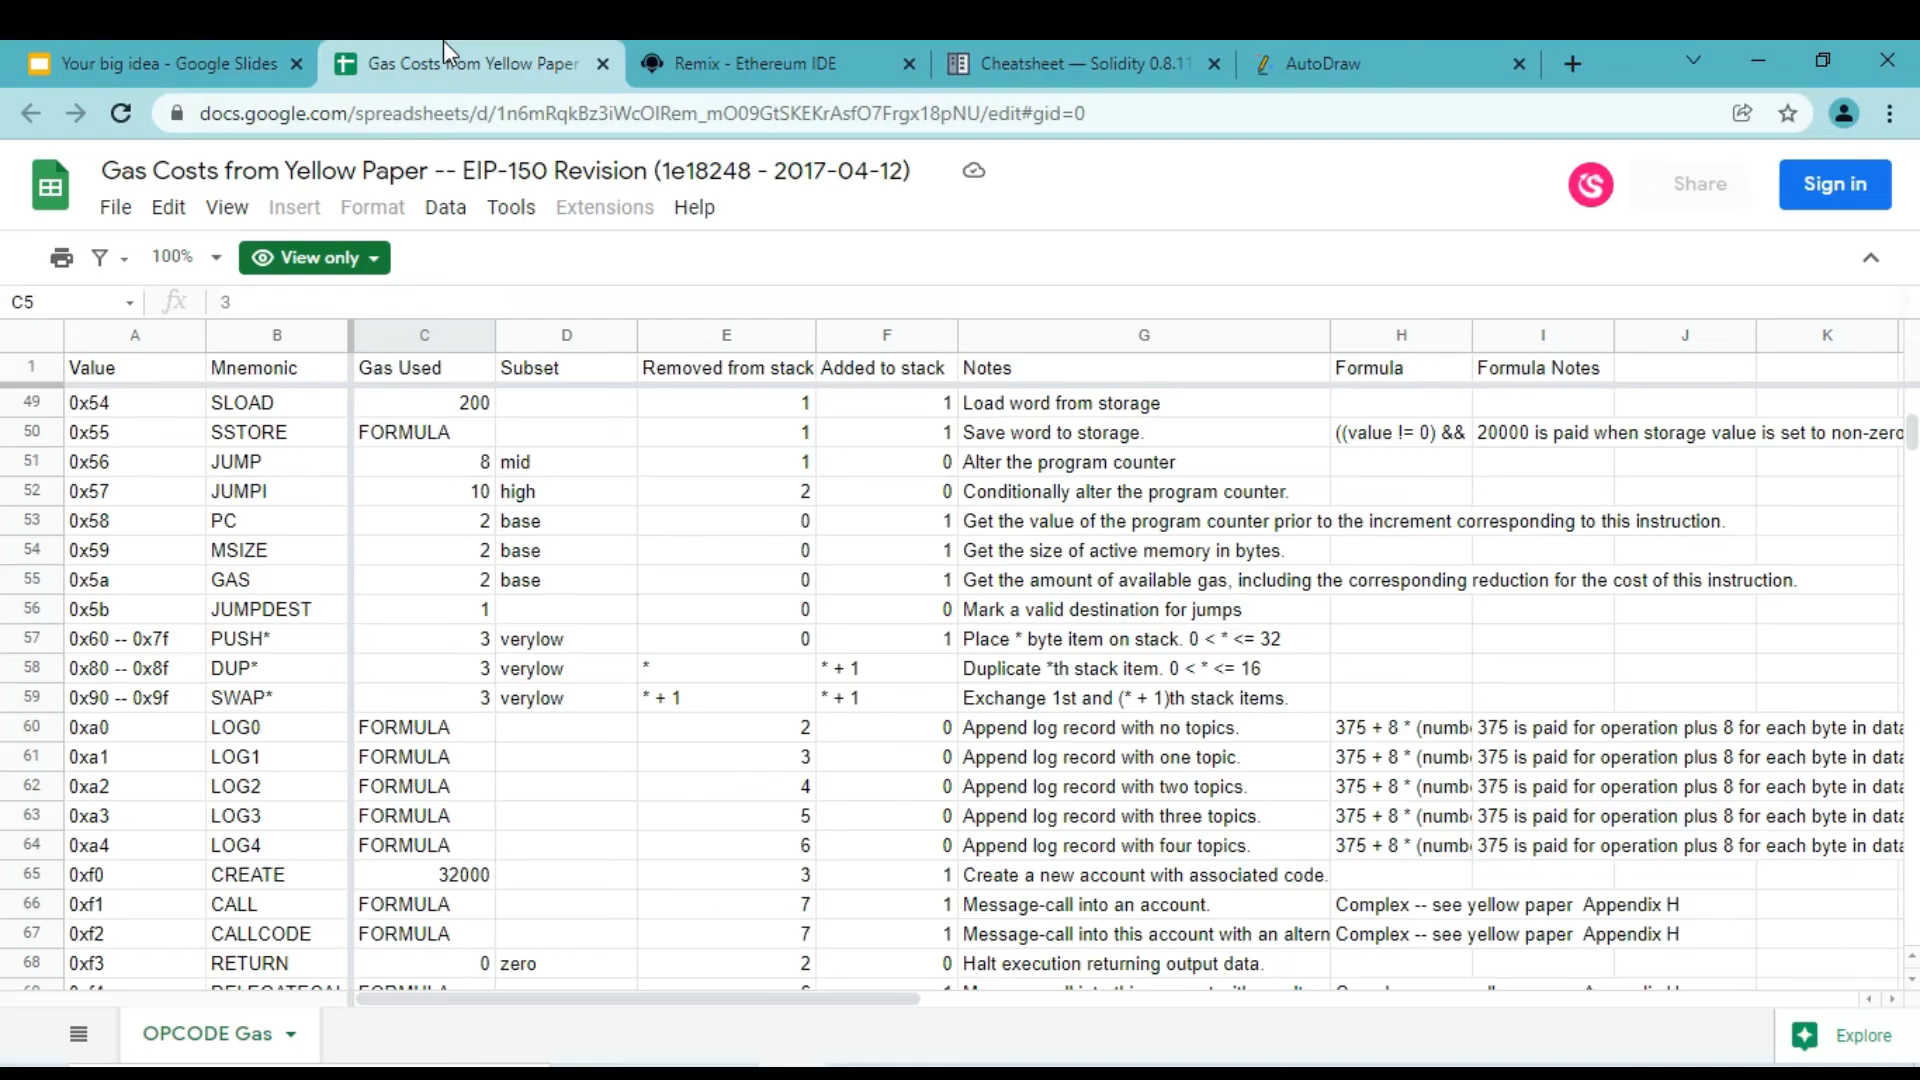 Your big idea - Google Slides
Gas Costs from Yellow Paper
Remix - Ethereum IDE
Cheatsheet — Solidity 0.8.11
AutoDraw
docs.google.com/spreadsheets/d/1n6mRqkBz3iWcOlRem_mO09GtSKEKrAsfO7Frgx18pNU/edit#gid=0
Gas Costs from Yellow Paper -- EIP-150 Revision (1e18248 - 2017-04-12)
File Edit View Insert Format Data Tools Extensions Help
Share
Sign in
100% View only
C5 fx 3
A B C D E F G H I J K
1 Value Mnemonic Gas Used Subset Removed from stack Added to stack Notes Formula Formula Notes
49 0x54 SLOAD 200 1 1 Load word from storage
50 0x55 SSTORE FORMULA 1 1 Save word to storage. ((value != 0) && 20000 is paid when storage value is set to non-zero
51 0x56 JUMP 8 mid 1 0 Alter the program counter
52 0x57 JUMPI 10 high 2 0 Conditionally alter the program counter.
53 0x58 PC 2 base 0 1 Get the value of the program counter prior to the increment corresponding to this instruction.
54 0x59 MSIZE 2 base 0 1 Get the size of active memory in bytes.
55 0x5a GAS 2 base 0 1 Get the amount of available gas, including the corresponding reduction for the cost of this instruction.
56 0x5b JUMPDEST 1 0 0 Mark a valid destination for jumps
57 0x60 -- 0x7f PUSH* 3 verylow 0 1 Place * byte item on stack. 0 < * <= 32
58 0x80 -- 0x8f DUP* 3 verylow * * + 1 Duplicate *th stack item. 0 < * <= 16
59 0x90 -- 0x9f SWAP* 3 verylow * + 1 * + 1 Exchange 1st and (* + 1)th stack items.
60 0xa0 LOG0 FORMULA 2 0 Append log record with no topics. 375 + 8 * (numb 375 is paid for operation plus 8 for each byte in data
61 0xa1 LOG1 FORMULA 3 0 Append log record with one topic. 375 + 8 * (numb 375 is paid for operation plus 8 for each byte in data
62 0xa2 LOG2 FORMULA 4 0 Append log record with two topics. 375 + 8 * (numb 375 is paid for operation plus 8 for each byte in data
63 0xa3 LOG3 FORMULA 5 0 Append log record with three topics. 375 + 8 * (numb 375 is paid for operation plus 8 for each byte in data
64 0xa4 LOG4 FORMULA 6 0 Append log record with four topics. 375 + 8 * (numb 375 is paid for operation plus 8 for each byte in data
65 0xf0 CREATE 32000 3 1 Create a new account with associated code.
66 0xf1 CALL FORMULA 7 1 Message-call into an account. Complex -- see yellow paper Appendix H
67 0xf2 CALLCODE FORMULA 7 1 Message-call into this account with an altern Complex -- see yellow paper Appendix H
68 0xf3 RETURN 0 zero 2 0 Halt execution returning output data.
OPCODE Gas
Explore